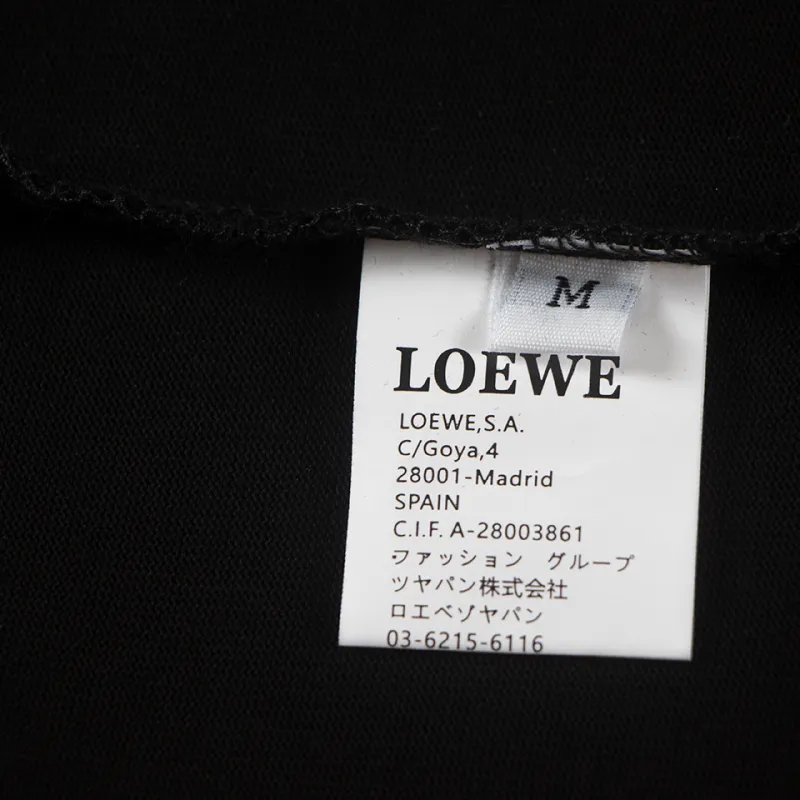 M
LOEWE
LOEWE,S.A.
C/Goya,4
28001-Madrid
SPAIN
C.I.F. A-28003861
ファッション グループ
ツヤパン株式会社
ロエベゾヤパン
03-6215-6116